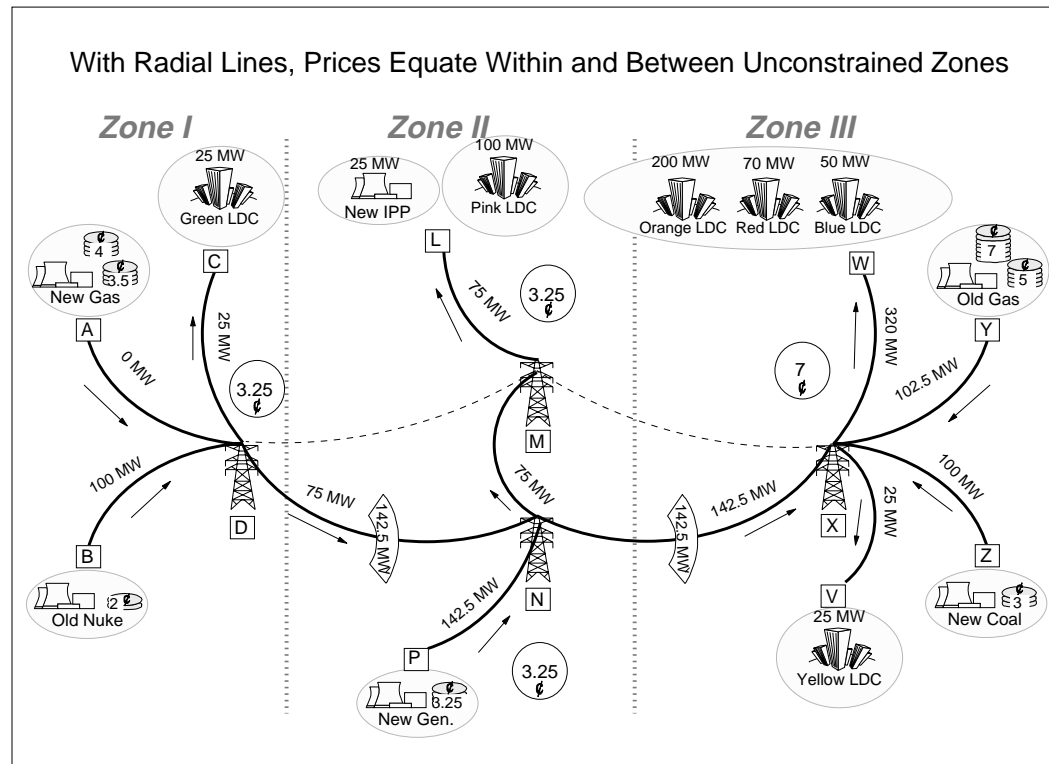 With Radial Lines, Prices Equate Within and Between Unconstrained Zones
Zone I
Zone II
Zone III
25 MW
Green LDC
25 MW
New IPP
100 MW
Pink LDC
200 MW
70 MW
50 MW
Orange LDC
Red LDC
Blue LDC
¢
4
¢
3.5
New Gas
¢
7
¢
5
Old Gas
A
C
L
W
Y
0 MW
25 MW
75 MW
320 MW
102.5 MW
3.25
¢
3.25
¢
7
¢
M
100 MW
75 MW
142.5 MW
75 MW
142.5 MW
142.5 MW
100 MW
25 MW
D
X
B
¢
2
Old Nuke
142.5 MW
N
P
¢
3.25
New Gen.
3.25
¢
V
25 MW
Yellow LDC
Z
¢
3
New Coal